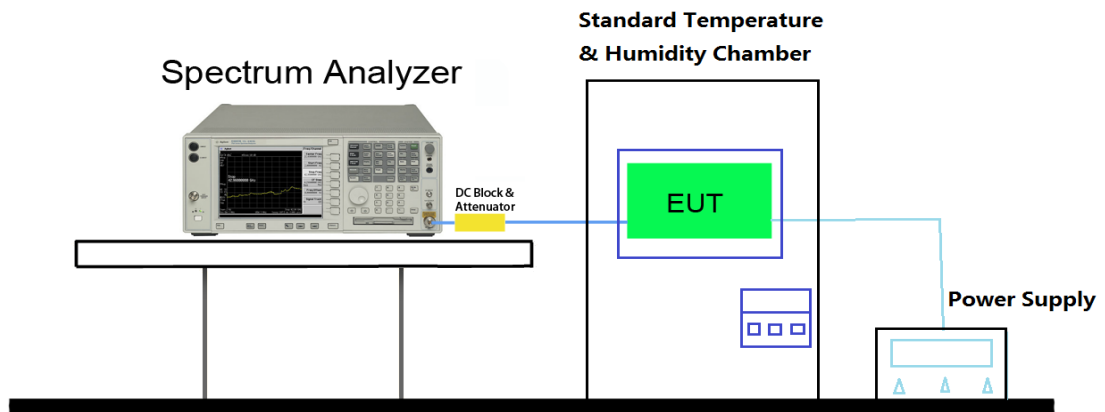 Standard Temperature
& Humidity Chamber
Spectrum Analyzer
DC Block &
Attenuator
EUT
Power Supply